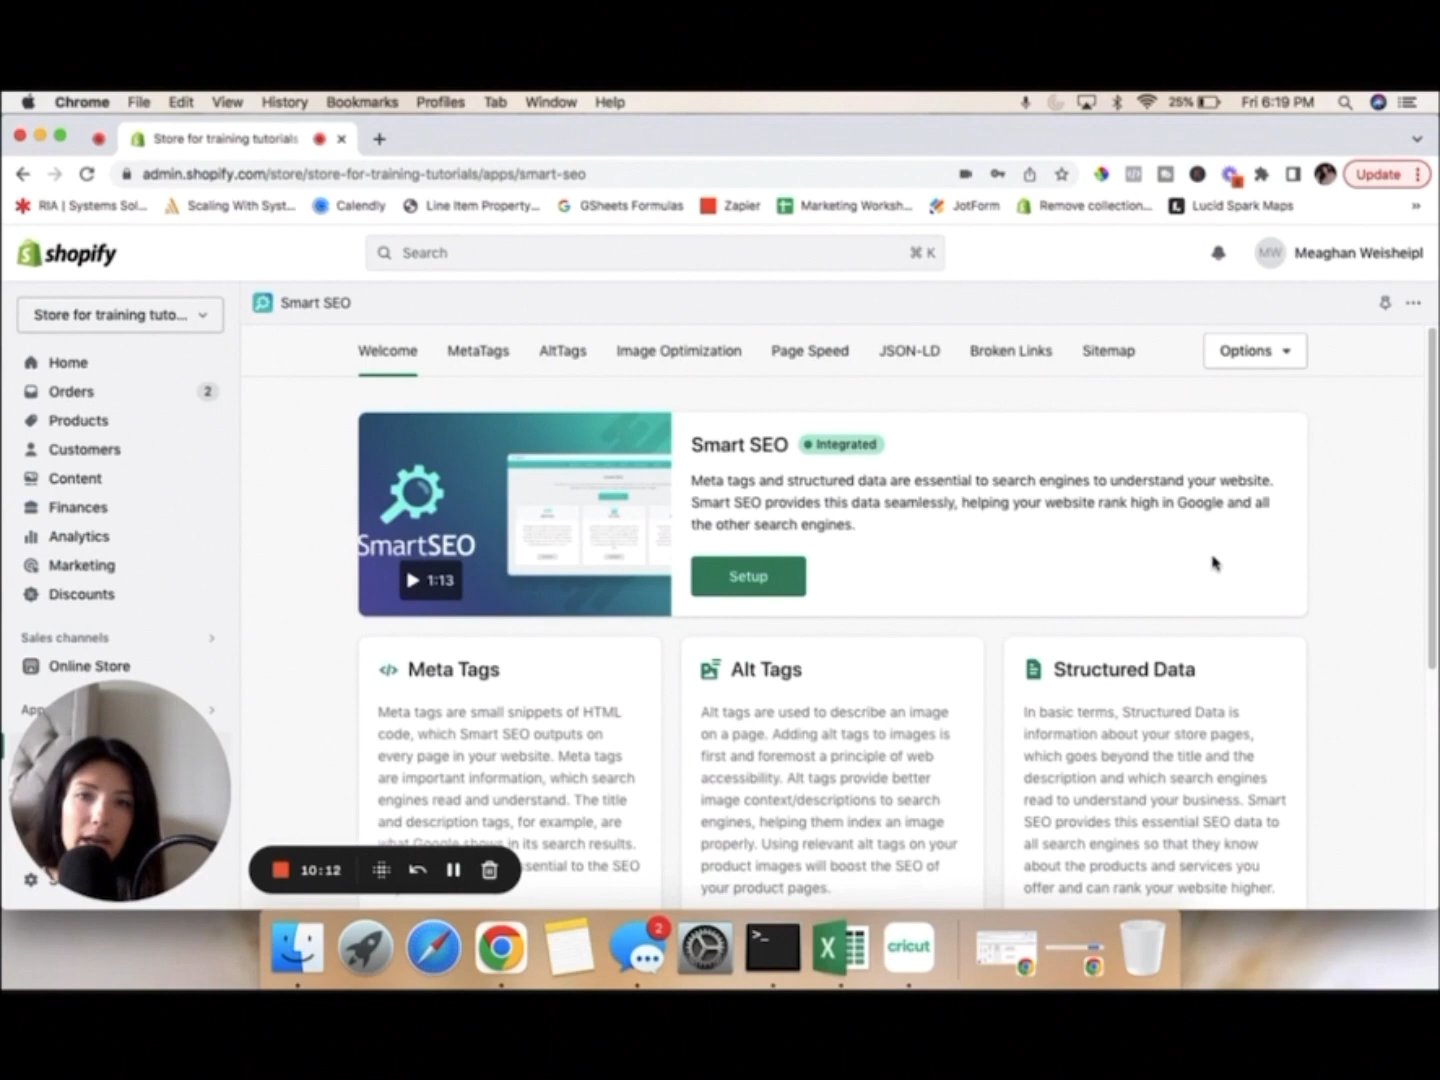 Chrome File Edit View History Bookmarks Profiles Tab Window Help 25% Fri 6:19 PM
Store for training tutorials
admin.shopify.com/store/store-for-training-tutorials/apps/smart-seo Update
RIA | Systems Sol... Scaling With Syst... Calendly Line Item Property... GSheets Formulas Zapier Marketing Worksh... JotForm Remove collection... Lucid Spark Maps »
shopify Search ⌘ K MW Meaghan Weisheipl
Store for training tuto...
Smart SEO
Home
Orders 2
Products
Customers
Content
Finances
Analytics
Marketing
Discounts
Sales channels
Online Store
App
Welcome MetaTags AltTags Image Optimization Page Speed JSON-LD Broken Links Sitemap Options
SmartSEO
1:13
Smart SEO Integrated
Meta tags and structured data are essential to search engines to understand your website.
Smart SEO provides this data seamlessly, helping your website rank high in Google and all
the other search engines.
Setup
Meta Tags
Meta tags are small snippets of HTML
code, which Smart SEO outputs on
every page in your website. Meta tags
are important information, which search
engines read and understand. The title
and description tags, for example, are
what Google shows in its search results.
ssential to the SEO
Alt Tags
Alt tags are used to describe an image
on a page. Adding alt tags to images is
first and foremost a principle of web
accessibility. Alt tags provide better
image context/descriptions to search
engines, helping them index an image
properly. Using relevant alt tags on your
product images will boost the SEO of
your product pages.
Structured Data
In basic terms, Structured Data is
information about your store pages,
which goes beyond the title and the
description and which search engines
read to understand your business. Smart
SEO provides this essential SEO data to
all search engines so that they know
about the products and services you
offer and can rank your website higher.
10:12
2
>_
X
cricut